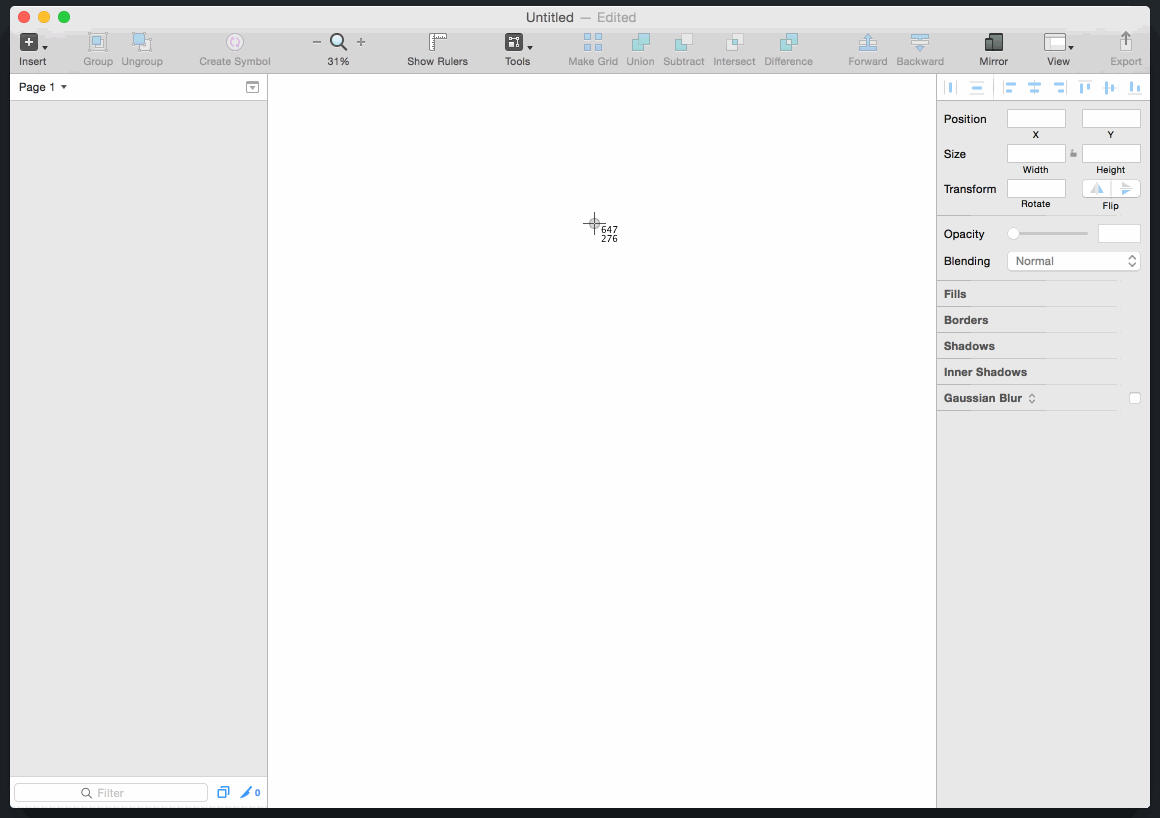 Untitled — Edited
Insert
Group
Ungroup
Create Symbol
31%
Show Rulers
Tools
Make Grid
Union
Subtract
Intersect
Difference
Forward
Backward
Mirror
View
Export
Page 1
647
276
Position
X
Y
Size
Width
Height
Transform
Rotate
Flip
Opacity
Blending
Normal
Fills
Borders
Shadows
Inner Shadows
Gaussian Blur
Filter
0